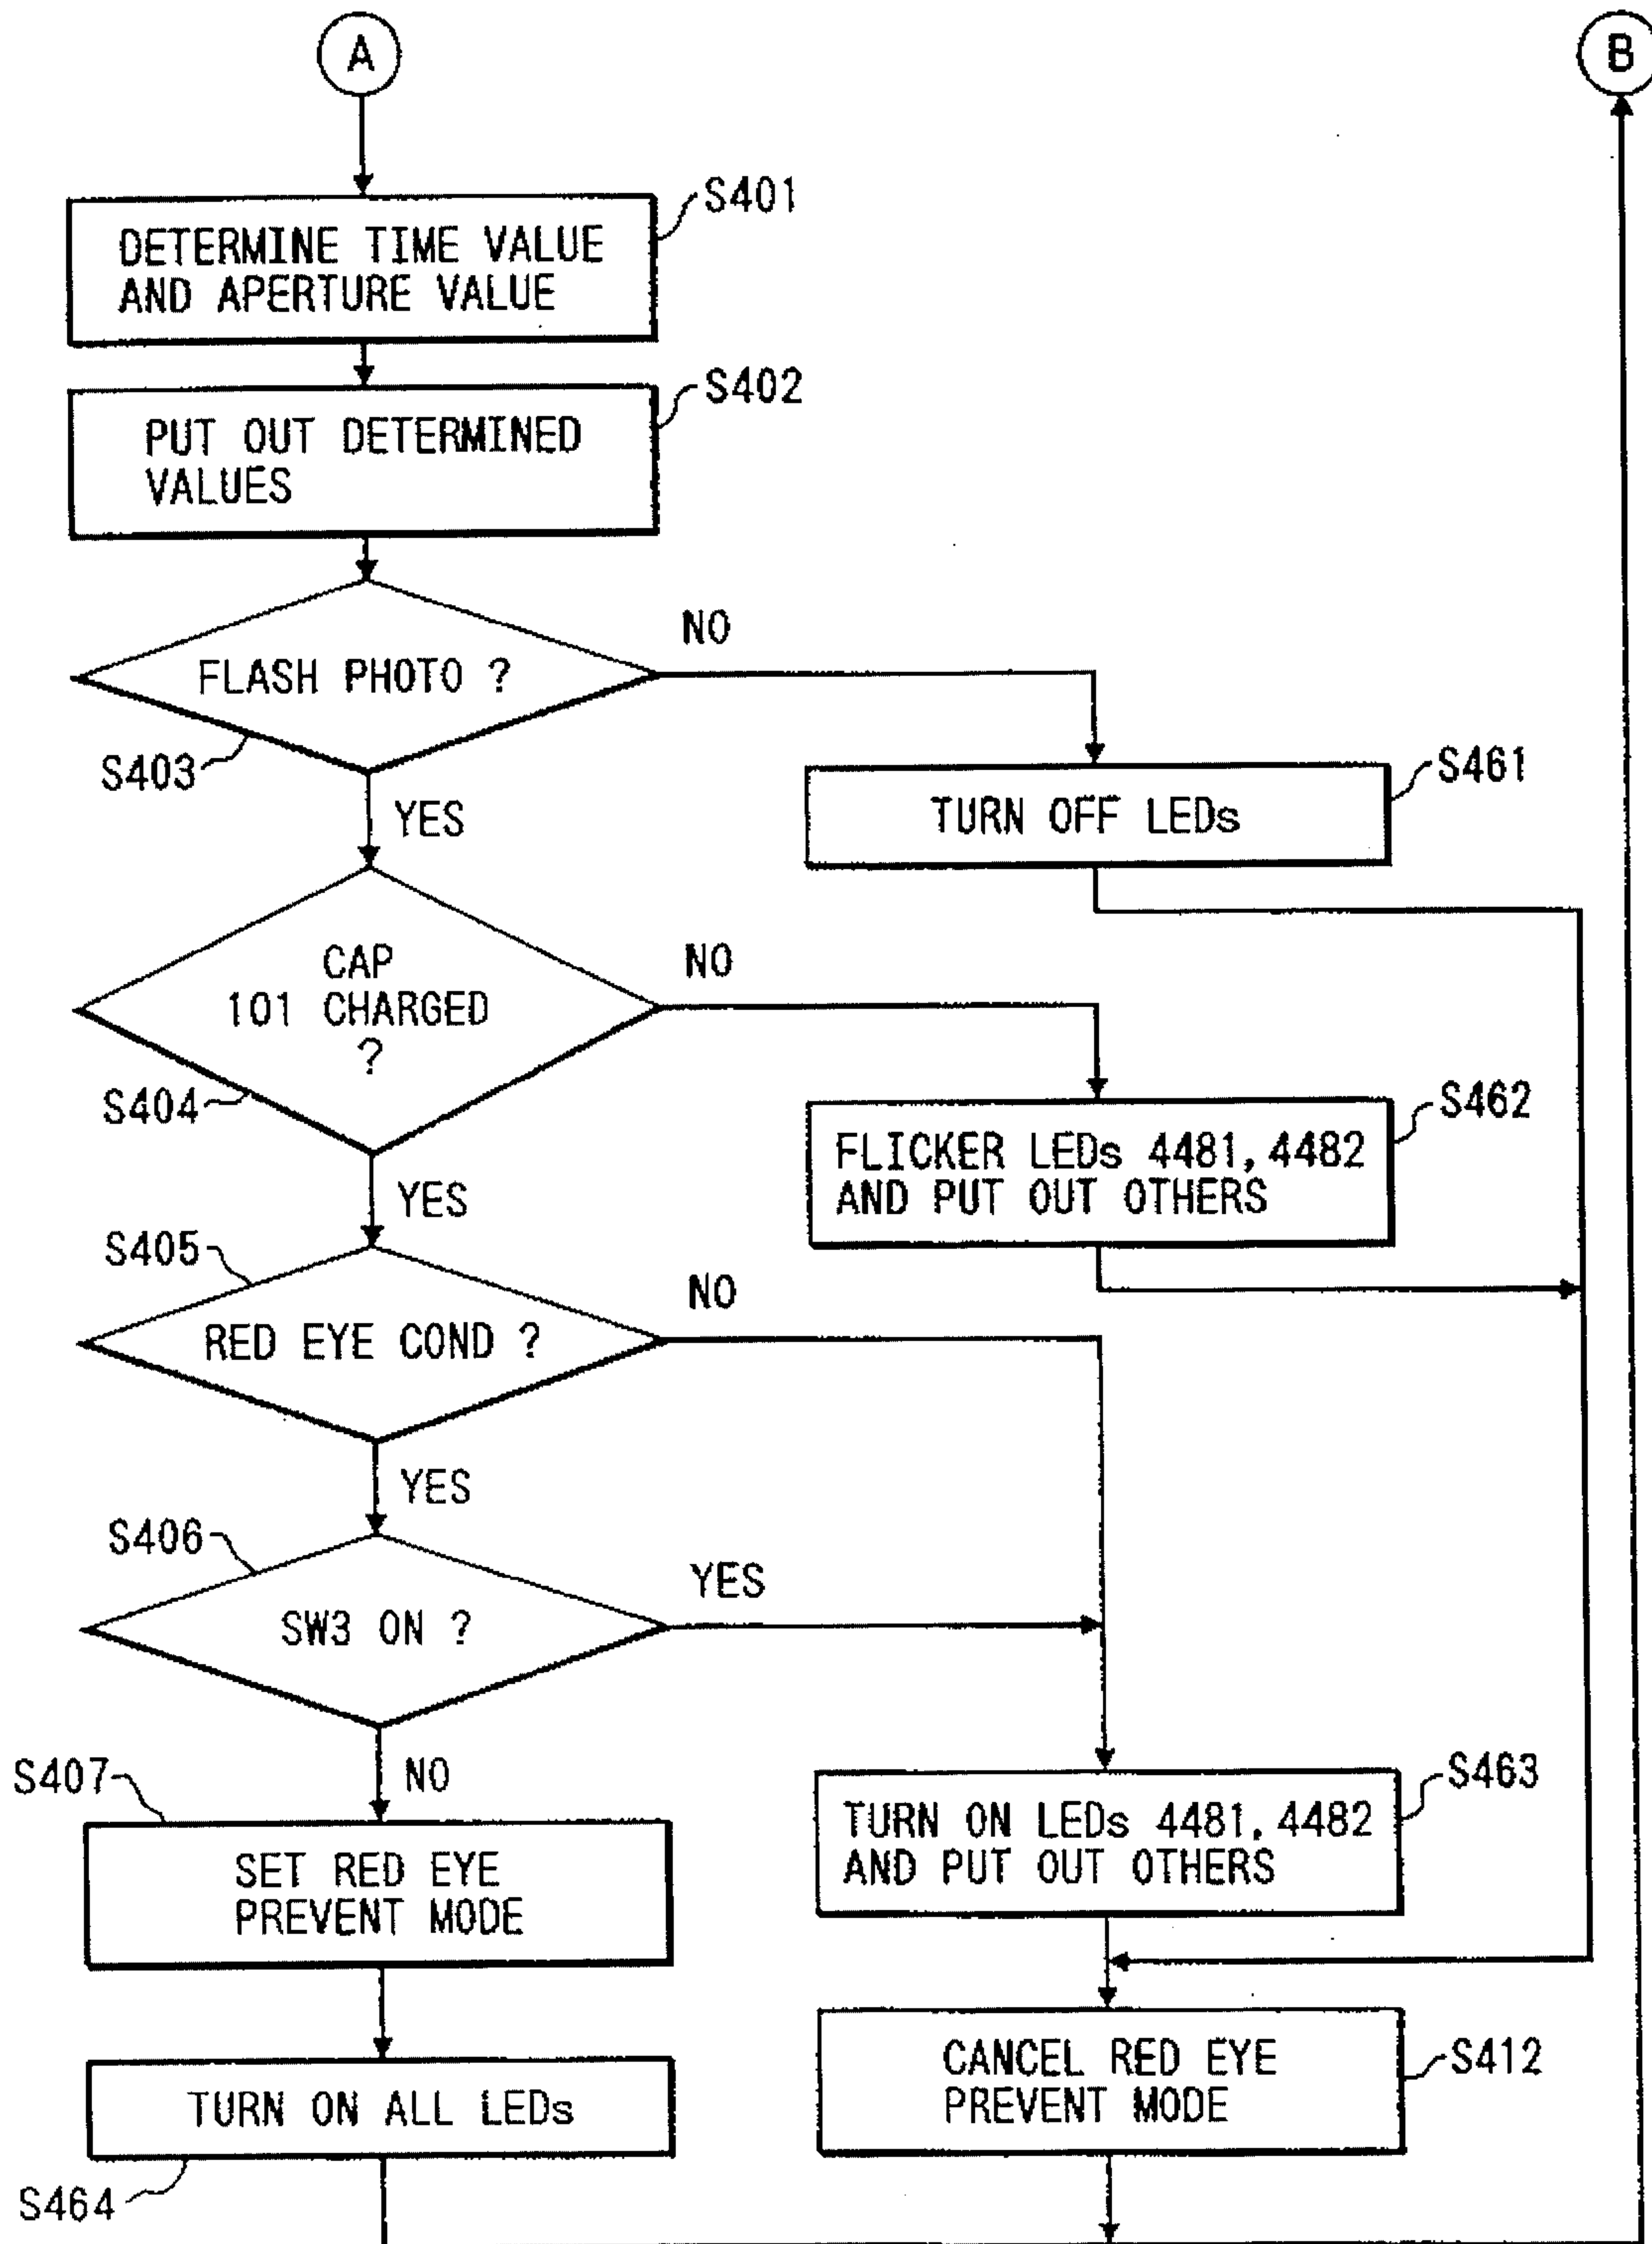 A
B
S401
DETERMINE TIME VALUE
AND APERTURE VALUE
S402
PUT OUT DETERMINED
VALUES
NO
FLASH PHOTO ?
S403
YES
S461
TURN OFF LEDs
CAP
101 CHARGED
?
NO
S404
YES
S462
FLICKER LEDs 4481, 4482
AND PUT OUT OTHERS
S405
NO
RED EYE COND ?
YES
S406
YES
SW3 ON ?
NO
S407
SET RED EYE
PREVENT MODE
S463
TURN ON LEDs 4481, 4482
AND PUT OUT OTHERS
TURN ON ALL LEDs
S464
CANCEL RED EYE
PREVENT MODE
S412